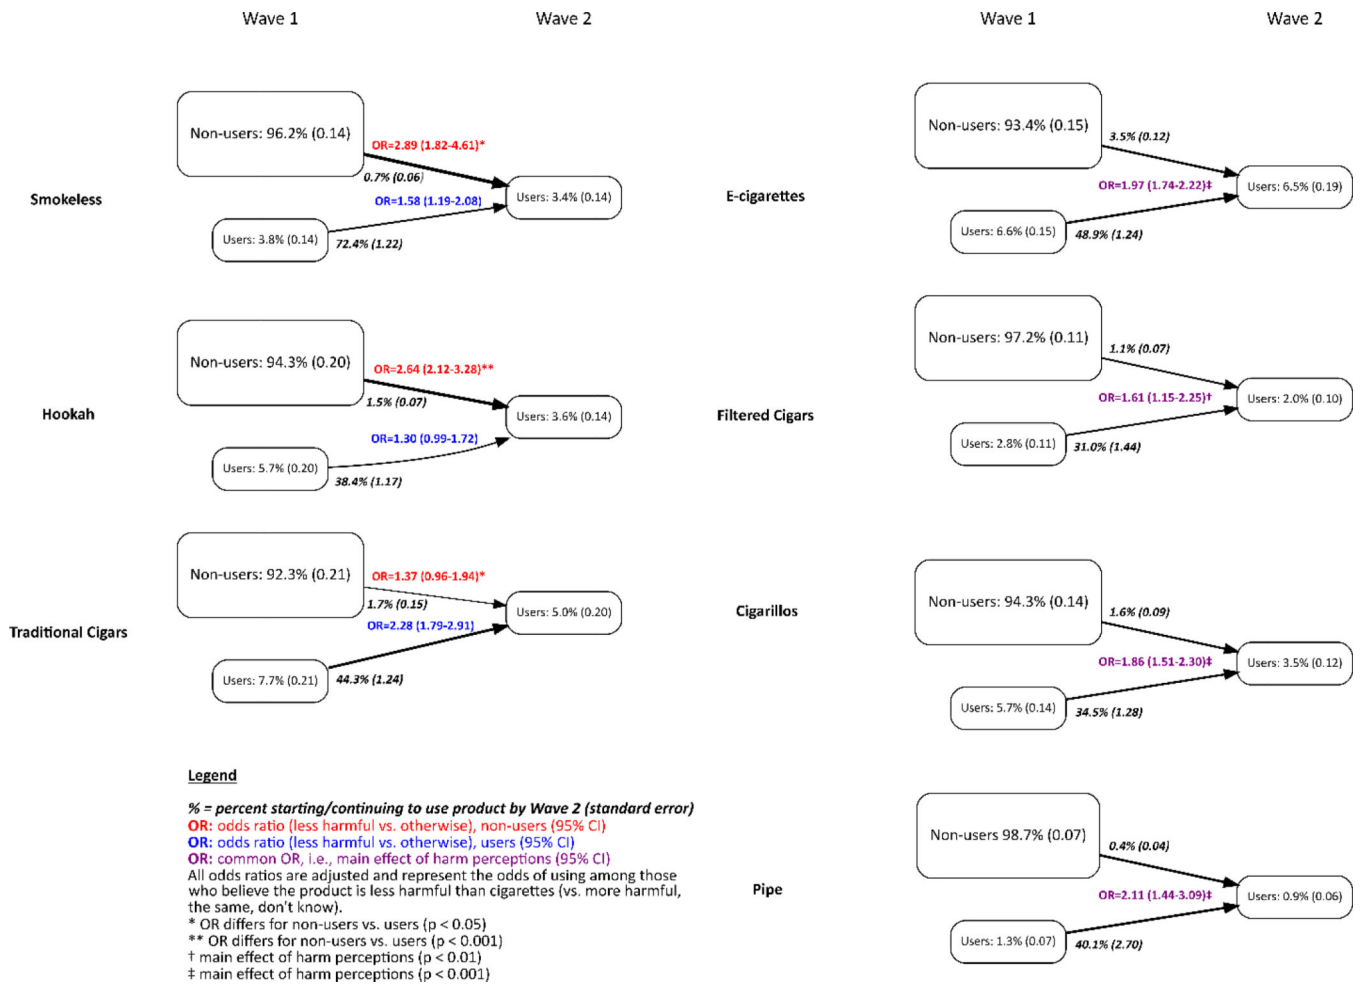 Wave 1
Wave 2
Smokeless
Non-users: 96.2% (0.14)
OR=2.89 (1.82-4.61)*
0.7% (0.06)
OR=1.58 (1.19-2.08)
Users: 3.8% (0.14)
72.4% (1.22)
Users: 3.4% (0.14)
Hookah
Non-users: 94.3% (0.20)
OR=2.64 (2.12-3.28)**
1.5% (0.07)
OR=1.30 (0.99-1.72)
Users: 5.7% (0.20)
38.4% (1.17)
Users: 3.6% (0.14)
Traditional Cigars
Non-users: 92.3% (0.21)
OR=1.37 (0.96-1.94)*
1.7% (0.15)
OR=2.28 (1.79-2.91)
Users: 7.7% (0.21)
44.3% (1.24)
Users: 5.0% (0.20)
Legend
% = percent starting/continuing to use product by Wave 2 (standard error)
OR: odds ratio (less harmful vs. otherwise), non-users (95% CI)
OR: odds ratio (less harmful vs. otherwise), users (95% CI)
OR: common OR, i.e., main effect of harm perceptions (95% CI)
All odds ratios are adjusted and represent the odds of using among those
who believe the product is less harmful than cigarettes (vs. more harmful,
the same, don't know).
* OR differs for non-users vs. users (p < 0.05)
** OR differs for non-users vs. users (p < 0.001)
† main effect of harm perceptions (p < 0.01)
‡ main effect of harm perceptions (p < 0.001)
Wave 1
Wave 2
E-cigarettes
Non-users: 93.4% (0.15)
3.5% (0.12)
OR=1.97 (1.74-2.22)‡
Users: 6.6% (0.15)
48.9% (1.24)
Users: 6.5% (0.19)
Filtered Cigars
Non-users: 97.2% (0.11)
1.1% (0.07)
OR=1.61 (1.15-2.25)†
Users: 2.8% (0.11)
31.0% (1.44)
Users: 2.0% (0.10)
Cigarillos
Non-users: 94.3% (0.14)
1.6% (0.09)
OR=1.86 (1.51-2.30)‡
Users: 5.7% (0.14)
34.5% (1.28)
Users: 3.5% (0.12)
Pipe
Non-users 98.7% (0.07)
0.4% (0.04)
OR=2.11 (1.44-3.09)‡
Users: 1.3% (0.07)
40.1% (2.70)
Users: 0.9% (0.06)